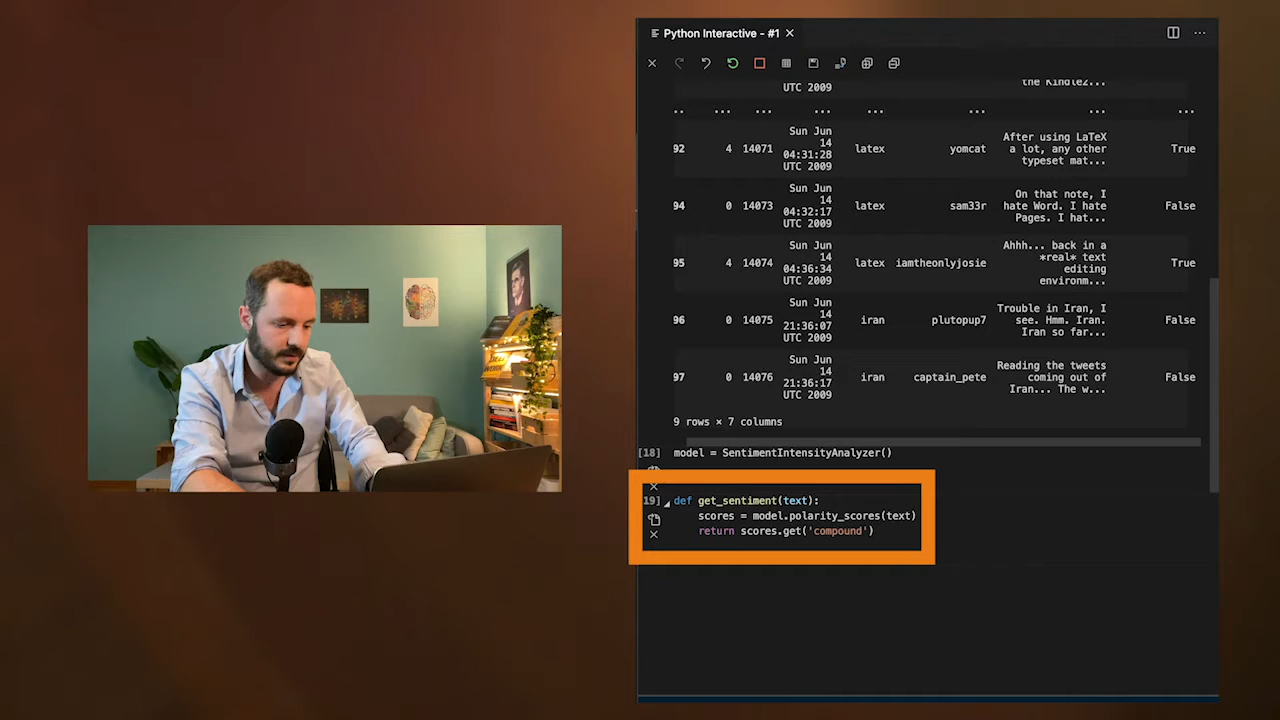 Python Interactive - #1
the Kindle2...
UTC 2009
.. ... ... ... ... ... ...
Sun Jun
14
04:31:28
UTC 2009
92 4 14071 latex yomcat
After using LaTeX
a lot, any other
typeset mat...
True
Sun Jun
14
04:32:17
UTC 2009
94 0 14073 latex sam33r
On that note, I
hate Word. I hate
Pages. I hat...
False
Sun Jun
14
04:36:34
UTC 2009
95 4 14074 latex iamtheonlyjosie
Ahhh... back in a
*real* text
editing
environm...
True
Sun Jun
14
21:36:07
UTC 2009
96 0 14075 iran plutopup7
Trouble in Iran, I
see. Hmm. Iran.
Iran so far...
False
Sun Jun
14
21:36:17
UTC 2009
97 0 14076 iran captain_pete
Reading the tweets
coming out of
Iran... The w...
False
9 rows × 7 columns
[18] model = SentimentIntensityAnalyzer()
19] def get_sentiment(text):
scores = model.polarity_scores(text)
return scores.get('compound')